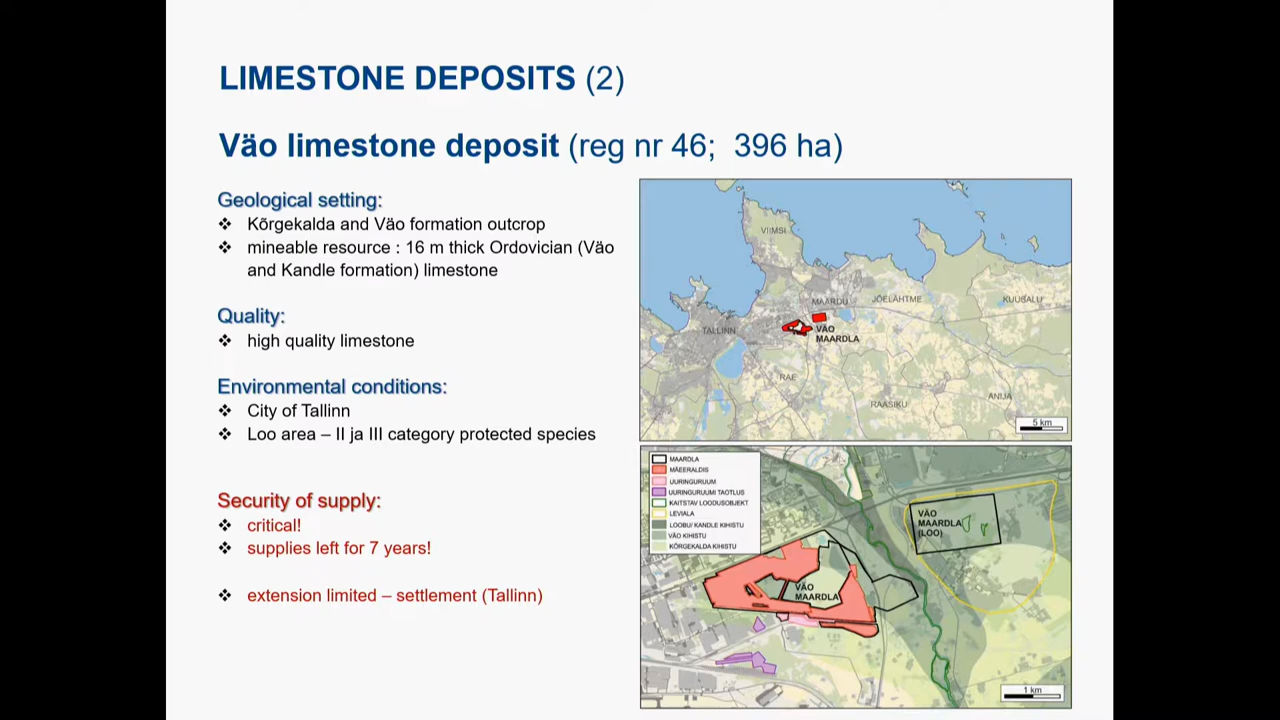 LIMESTONE DEPOSITS (2)
Väo limestone deposit (reg nr 46; 396 ha)
Geological setting:
❖ Kõrgekalda and Väo formation outcrop
❖ mineable resource : 16 m thick Ordovician (Väo
and Kandle formation) limestone
Quality:
❖ high quality limestone
Environmental conditions:
❖ City of Tallinn
❖ Loo area – II ja III category protected species
Security of supply:
❖ critical!
❖ supplies left for 7 years!
❖ extension limited – settlement (Tallinn)
VIIMSI
MAARDU
JÕELÄHTME
KUUSALU
TALLINN
VÄO
MAARDLA
RAE
RAASIKU
ANIJA
5 km
MAARDLA
MÄEERALDIS
UURINGURUUM
UURINGURUUMI TAOTLUS
KAITSTAV LOODUSOBJEKT
LEVIALA
LOOBU/ KANDLE KIHISTU
VÄO KIHISTU
KÕRGEKALDA KIHISTU
VÄO
MAARDLA
(LOO)
VÄO
MAARDLA
1 km